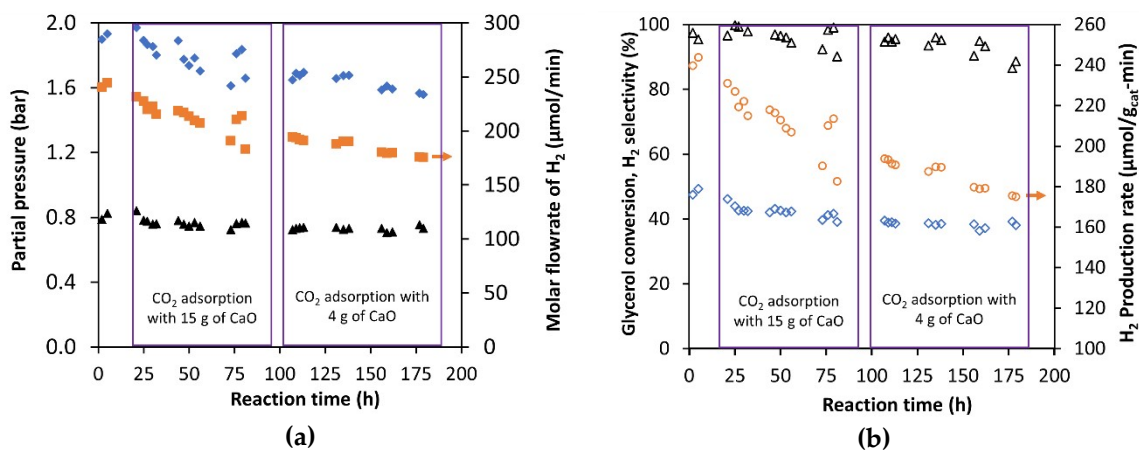 2.0
1.6
1.2
0.8
0.4
0.0
Partial pressure (bar)
300
250
200
150
100
50
0
Molar flowrate of H₂ (µmol/min)
CO₂ adsorption
with 15 g of CaO
CO₂ adsorption with
4 g of CaO
0 25 50 75 100 125 150 175 200
Reaction time (h)
(a)
100
80
60
40
20
0
Glycerol conversion, H₂ selectivity (%)
260
240
220
200
180
160
140
120
100
H₂ Production rate (µmol/gcat-min)
CO₂ adsorption
with 15 g of CaO
CO₂ adsorption with
4 g of CaO
0 25 50 75 100 125 150 175 200
Reaction time (h)
(b)